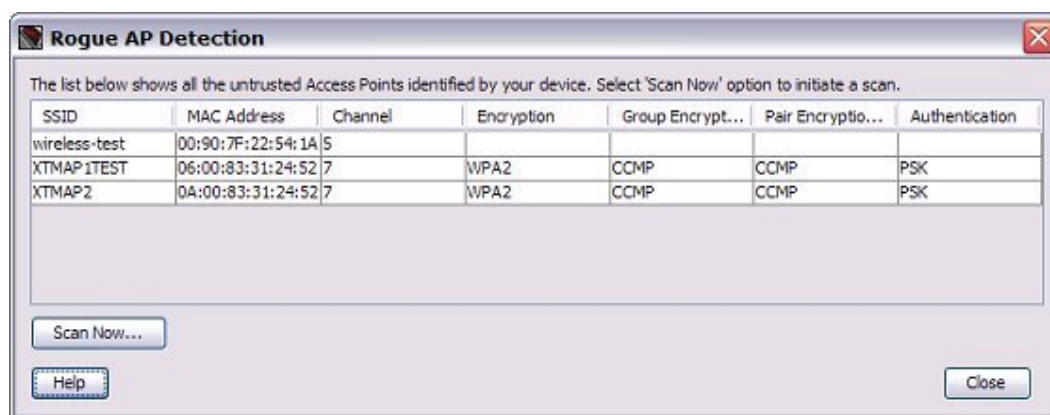 Rogue AP Detection
The list below shows all the untrusted Access Points identified by your device. Select 'Scan Now' option to initiate a scan.
SSID MAC Address Channel Encryption Group Encrypt... Pair Encryptio... Authentication
wireless-test 00:90:7F:22:54:1A 5
XTMAP1TEST 06:00:83:31:24:52 7 WPA2 CCMP CCMP PSK
XTMAP2 0A:00:83:31:24:52 7 WPA2 CCMP CCMP PSK
Scan Now...
Help Close